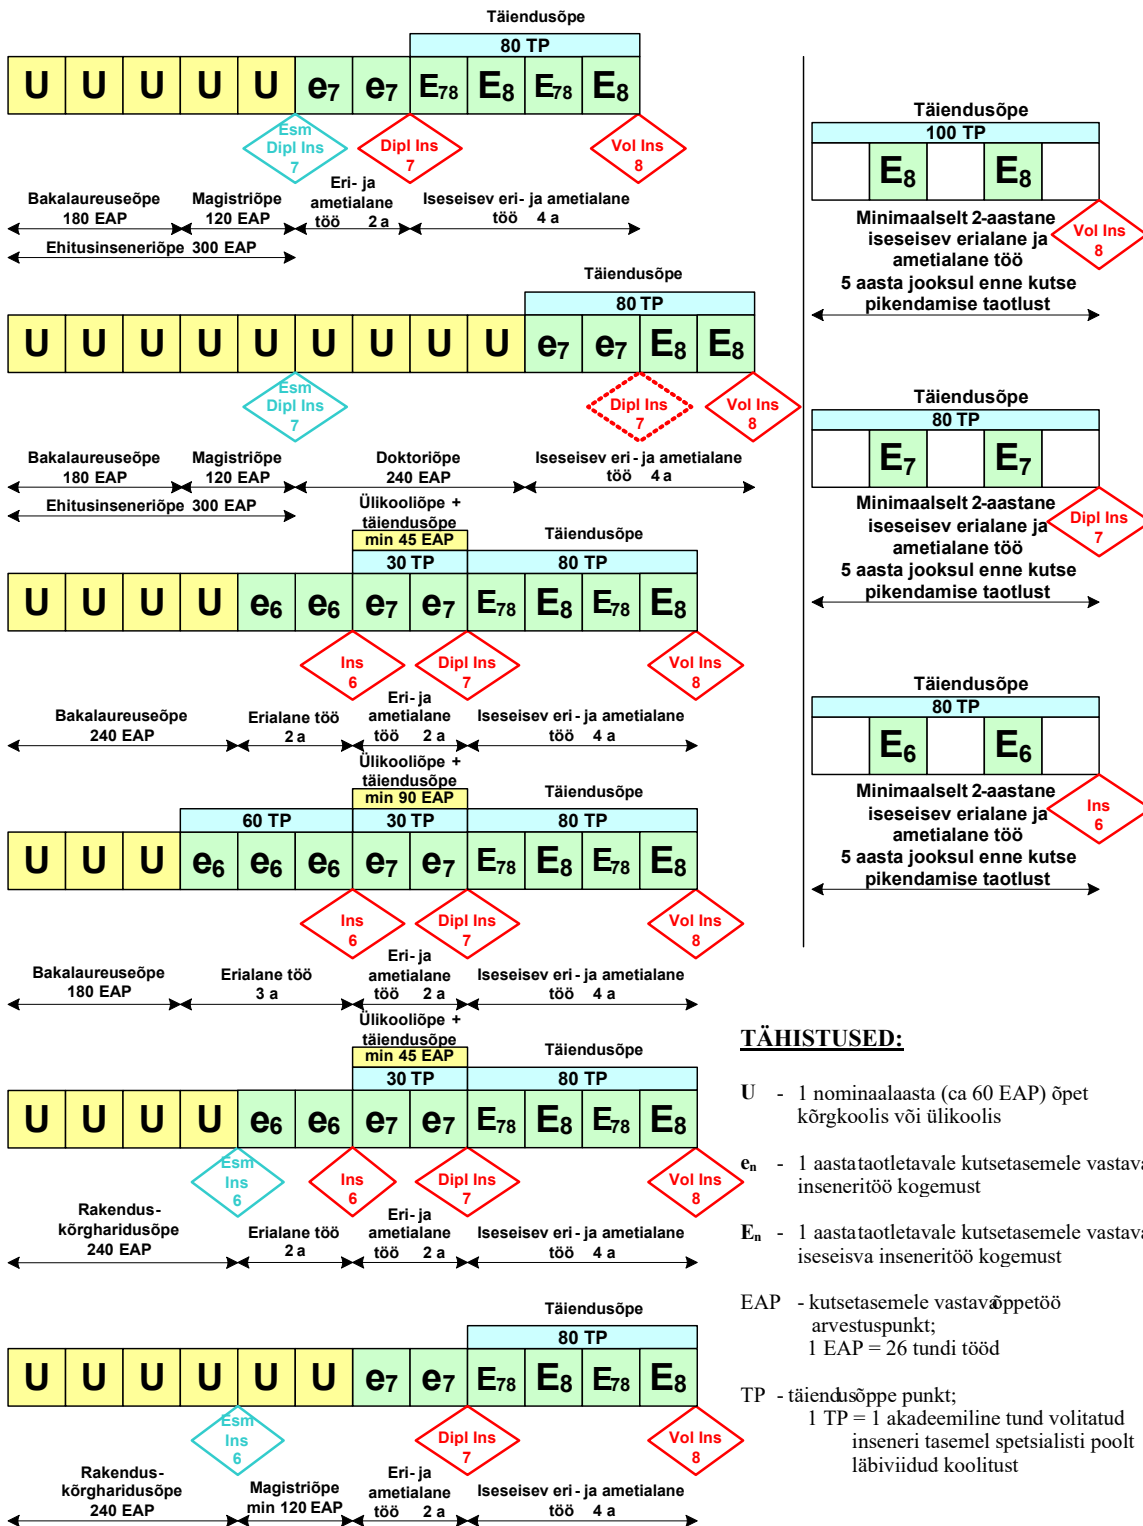 Täiendusõpe
80 TP
U U U U U e7 e7 E78 E8 E78 E8
Esm
Dipl Ins
7
Dipl Ins
7
Vol Ins
8
Bakalaureuseõpe
180 EAP
Magistriõpe
120 EAP
Eri- ja
ametialane
töö 2 a
Iseseisev eri- ja ametialane
töö 4 a
Ehitusinseneriõpe 300 EAP
Täiendusõpe
80 TP
U U U U U U U U U e7 e7 E8 E8
Esm
Dipl Ins
7
Dipl Ins
7
Vol Ins
8
Bakalaureuseõpe
180 EAP
Magistriõpe
120 EAP
Doktoriõpe
240 EAP
Iseseisev eri- ja ametialane
töö 4 a
Ehitusinseneriõpe 300 EAP
Ülikooliõpe +
täiendusõpe
min 45 EAP
30 TP
Täiendusõpe
80 TP
U U U U e6 e6 e7 e7 E78 E8 E78 E8
Ins
6
Dipl Ins
7
Vol Ins
8
Bakalaureuseõpe
240 EAP
Erialane töö
2 a
Eri- ja
ametialane
töö 2 a
Iseseisev eri- ja ametialane
töö 4 a
Ülikooliõpe +
täiendusõpe
min 90 EAP
60 TP
30 TP
Täiendusõpe
80 TP
U U U e6 e6 e6 e7 e7 E78 E8 E78 E8
Ins
6
Dipl Ins
7
Vol Ins
8
Bakalaureuseõpe
180 EAP
Erialane töö
3 a
Eri- ja
ametialane
töö 2 a
Iseseisev eri- ja ametialane
töö 4 a
Ülikooliõpe +
täiendusõpe
min 45 EAP
30 TP
Täiendusõpe
80 TP
U U U U e6 e6 e7 e7 E78 E8 E78 E8
Esm
Ins
6
Ins
6
Dipl Ins
7
Vol Ins
8
Rakendus-
kõrgharidusõpe
240 EAP
Erialane töö
2 a
Eri- ja
ametialane
töö 2 a
Iseseisev eri- ja ametialane
töö 4 a
Täiendusõpe
80 TP
U U U U U U e7 e7 E78 E8 E78 E8
Esm
Ins
6
Dipl Ins
7
Vol Ins
8
Rakendus-
kõrgharidusõpe
240 EAP
Magistriõpe
min 120 EAP
Eri- ja
ametialane
töö 2 a
Iseseisev eri- ja ametialane
töö 4 a
Täiendusõpe
100 TP
E8 E8
Vol Ins
8
Minimaalselt 2-aastane
iseseisev erialane ja
ametialane töö
5 aasta jooksul enne kutse
pikendamise taotlust
Täiendusõpe
80 TP
E7 E7
Dipl Ins
7
Minimaalselt 2-aastane
iseseisev erialane ja
ametialane töö
5 aasta jooksul enne kutse
pikendamise taotlust
Täiendusõpe
80 TP
E6 E6
Ins
6
Minimaalselt 2-aastane
iseseisev erialane ja
ametialane töö
5 aasta jooksul enne kutse
pikendamise taotlust
TÄHISTUSED:
U - 1 nominaalaasta (ca 60 EAP) õpet
kõrgkoolis või ülikoolis
en - 1 aasta taotletavale kutsetasemele vastava
inseneritöö kogemust
En - 1 aasta taotletavale kutsetasemele vastava
iseseisva inseneritöö kogemust
EAP - kutsetasemele vastava õppetöö
arvestuspunkt;
1 EAP = 26 tundi tööd
TP - täiendusõppe punkt;
1 TP = 1 akadeemiline tund volitatud
inseneri tasemel spetsialisti poolt
läbiviidud koolitust